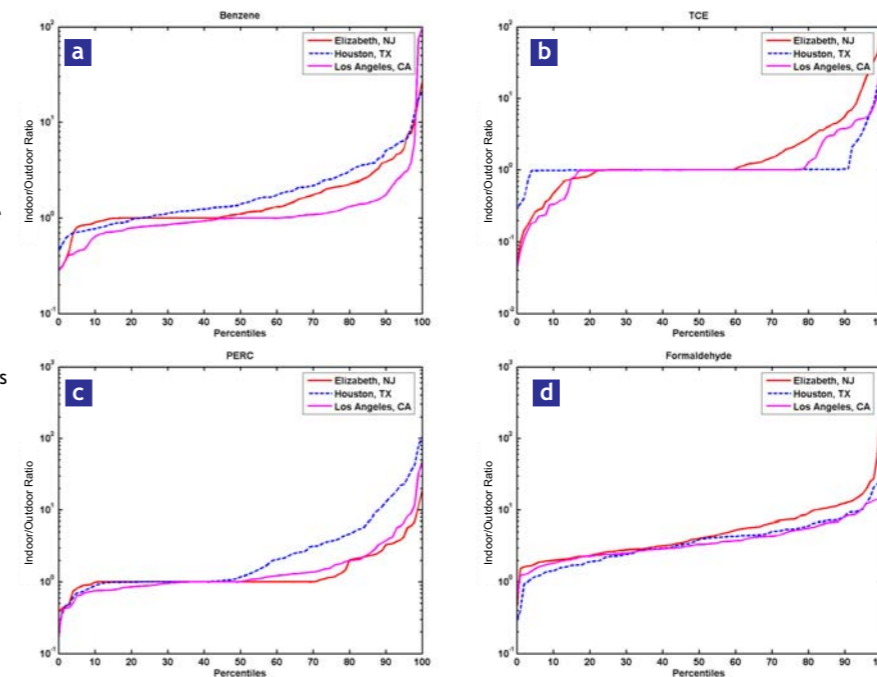 Benzene
a
Elizabeth, NJ
Houston, TX
Los Angeles, CA
10³
10²
10¹
10⁰
10⁻¹
Indoor/Outdoor Ratio
0 10 20 30 40 50 60 70 80 90 100
Percentiles
TCE
b
Elizabeth, NJ
Houston, TX
Los Angeles, CA
10²
10¹
10⁰
10⁻¹
10⁻²
Indoor/Outdoor Ratio
0 10 20 30 40 50 60 70 80 90
Percentiles
s
PERC
c
Elizabeth, NJ
Houston, TX
Los Angeles, CA
10³
10²
10¹
10⁰
10⁻¹
Indoor/Outdoor Ratio
0 10 20 30 40 50 60 70 80 90 100
Percentiles
Formaldehyde
d
Elizabeth, NJ
Houston, TX
Los Angeles, CA
10³
10²
10¹
10⁰
10⁻¹
Indoor/Outdoor Ratio
0 10 20 30 40 50 60 70 80 90
Percentiles